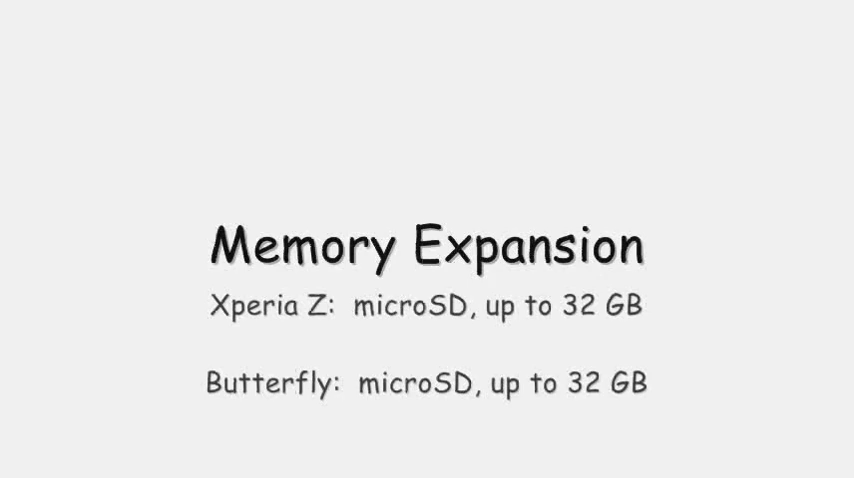 Memory Expansion
Xperia Z: microSD, up to 32 GB
Butterfly: microSD, up to 32 GB